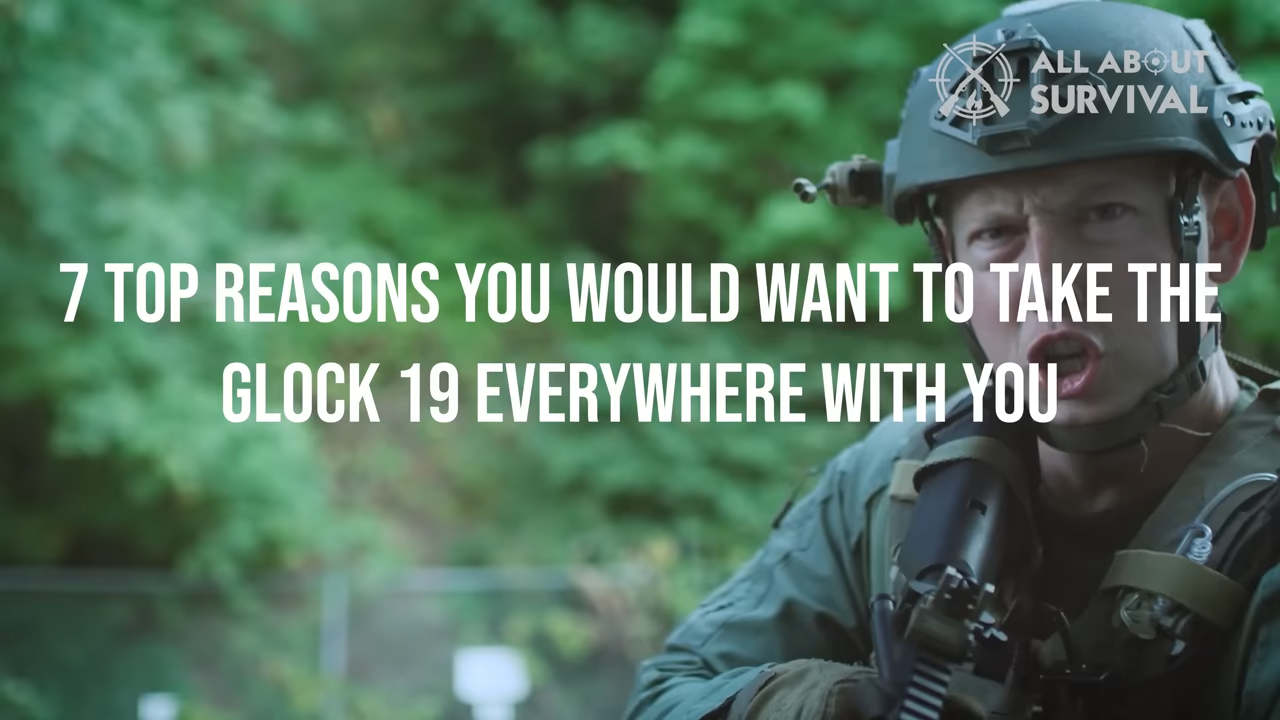 ALL ABOUT
SURVIVAL
7 TOP REASONS YOU WOULD WANT TO TAKE THE
GLOCK 19 EVERYWHERE WITH YOU